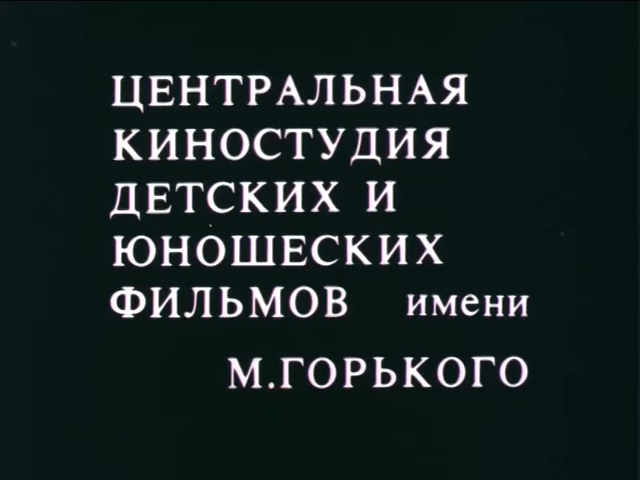 ЦЕНТРАЛЬНАЯ
КИНОСТУДИЯ
ДЕТСКИХ И
ЮНОШЕСКИХ
ФИЛЬМОВ имени
М.ГОРЬКОГО